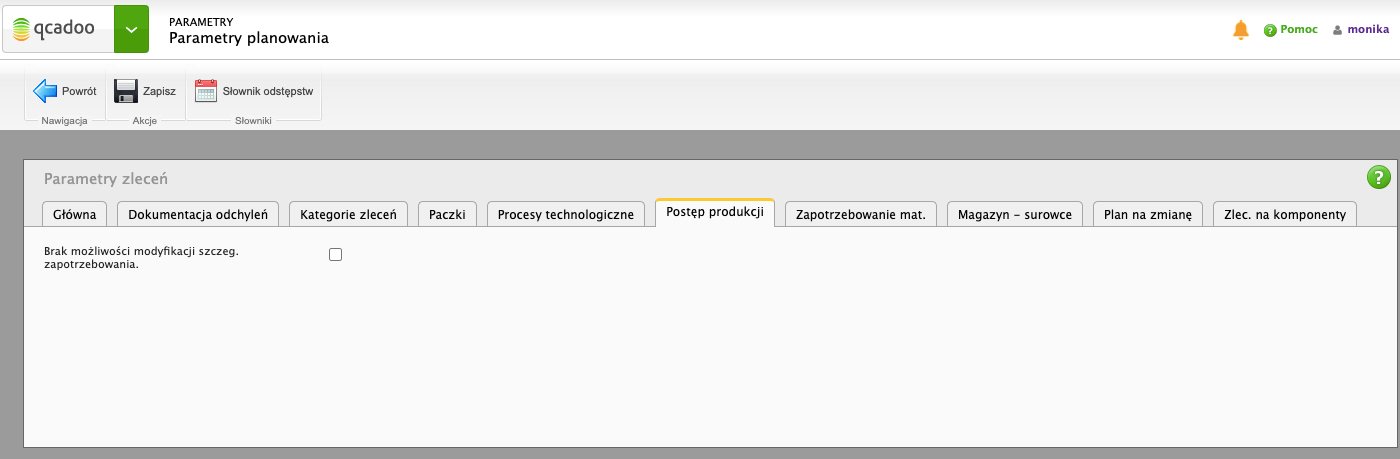 qcadoo
PARAMETRY
Parametry planowania
? Pomoc
monika
Powrót
Zapisz
Słownik odstępstw
Nawigacja
Akcje
Słowniki
Parametry zleceń
?
Główna
Dokumentacja odchyleń
Kategorie zleceń
Paczki
Procesy technologiczne
Postęp produkcji
Zapotrzebowanie mat.
Magazyn - surowce
Plan na zmianę
Zlec. na komponenty
Brak możliwości modyfikacji szczeg.
zapotrzebowania.